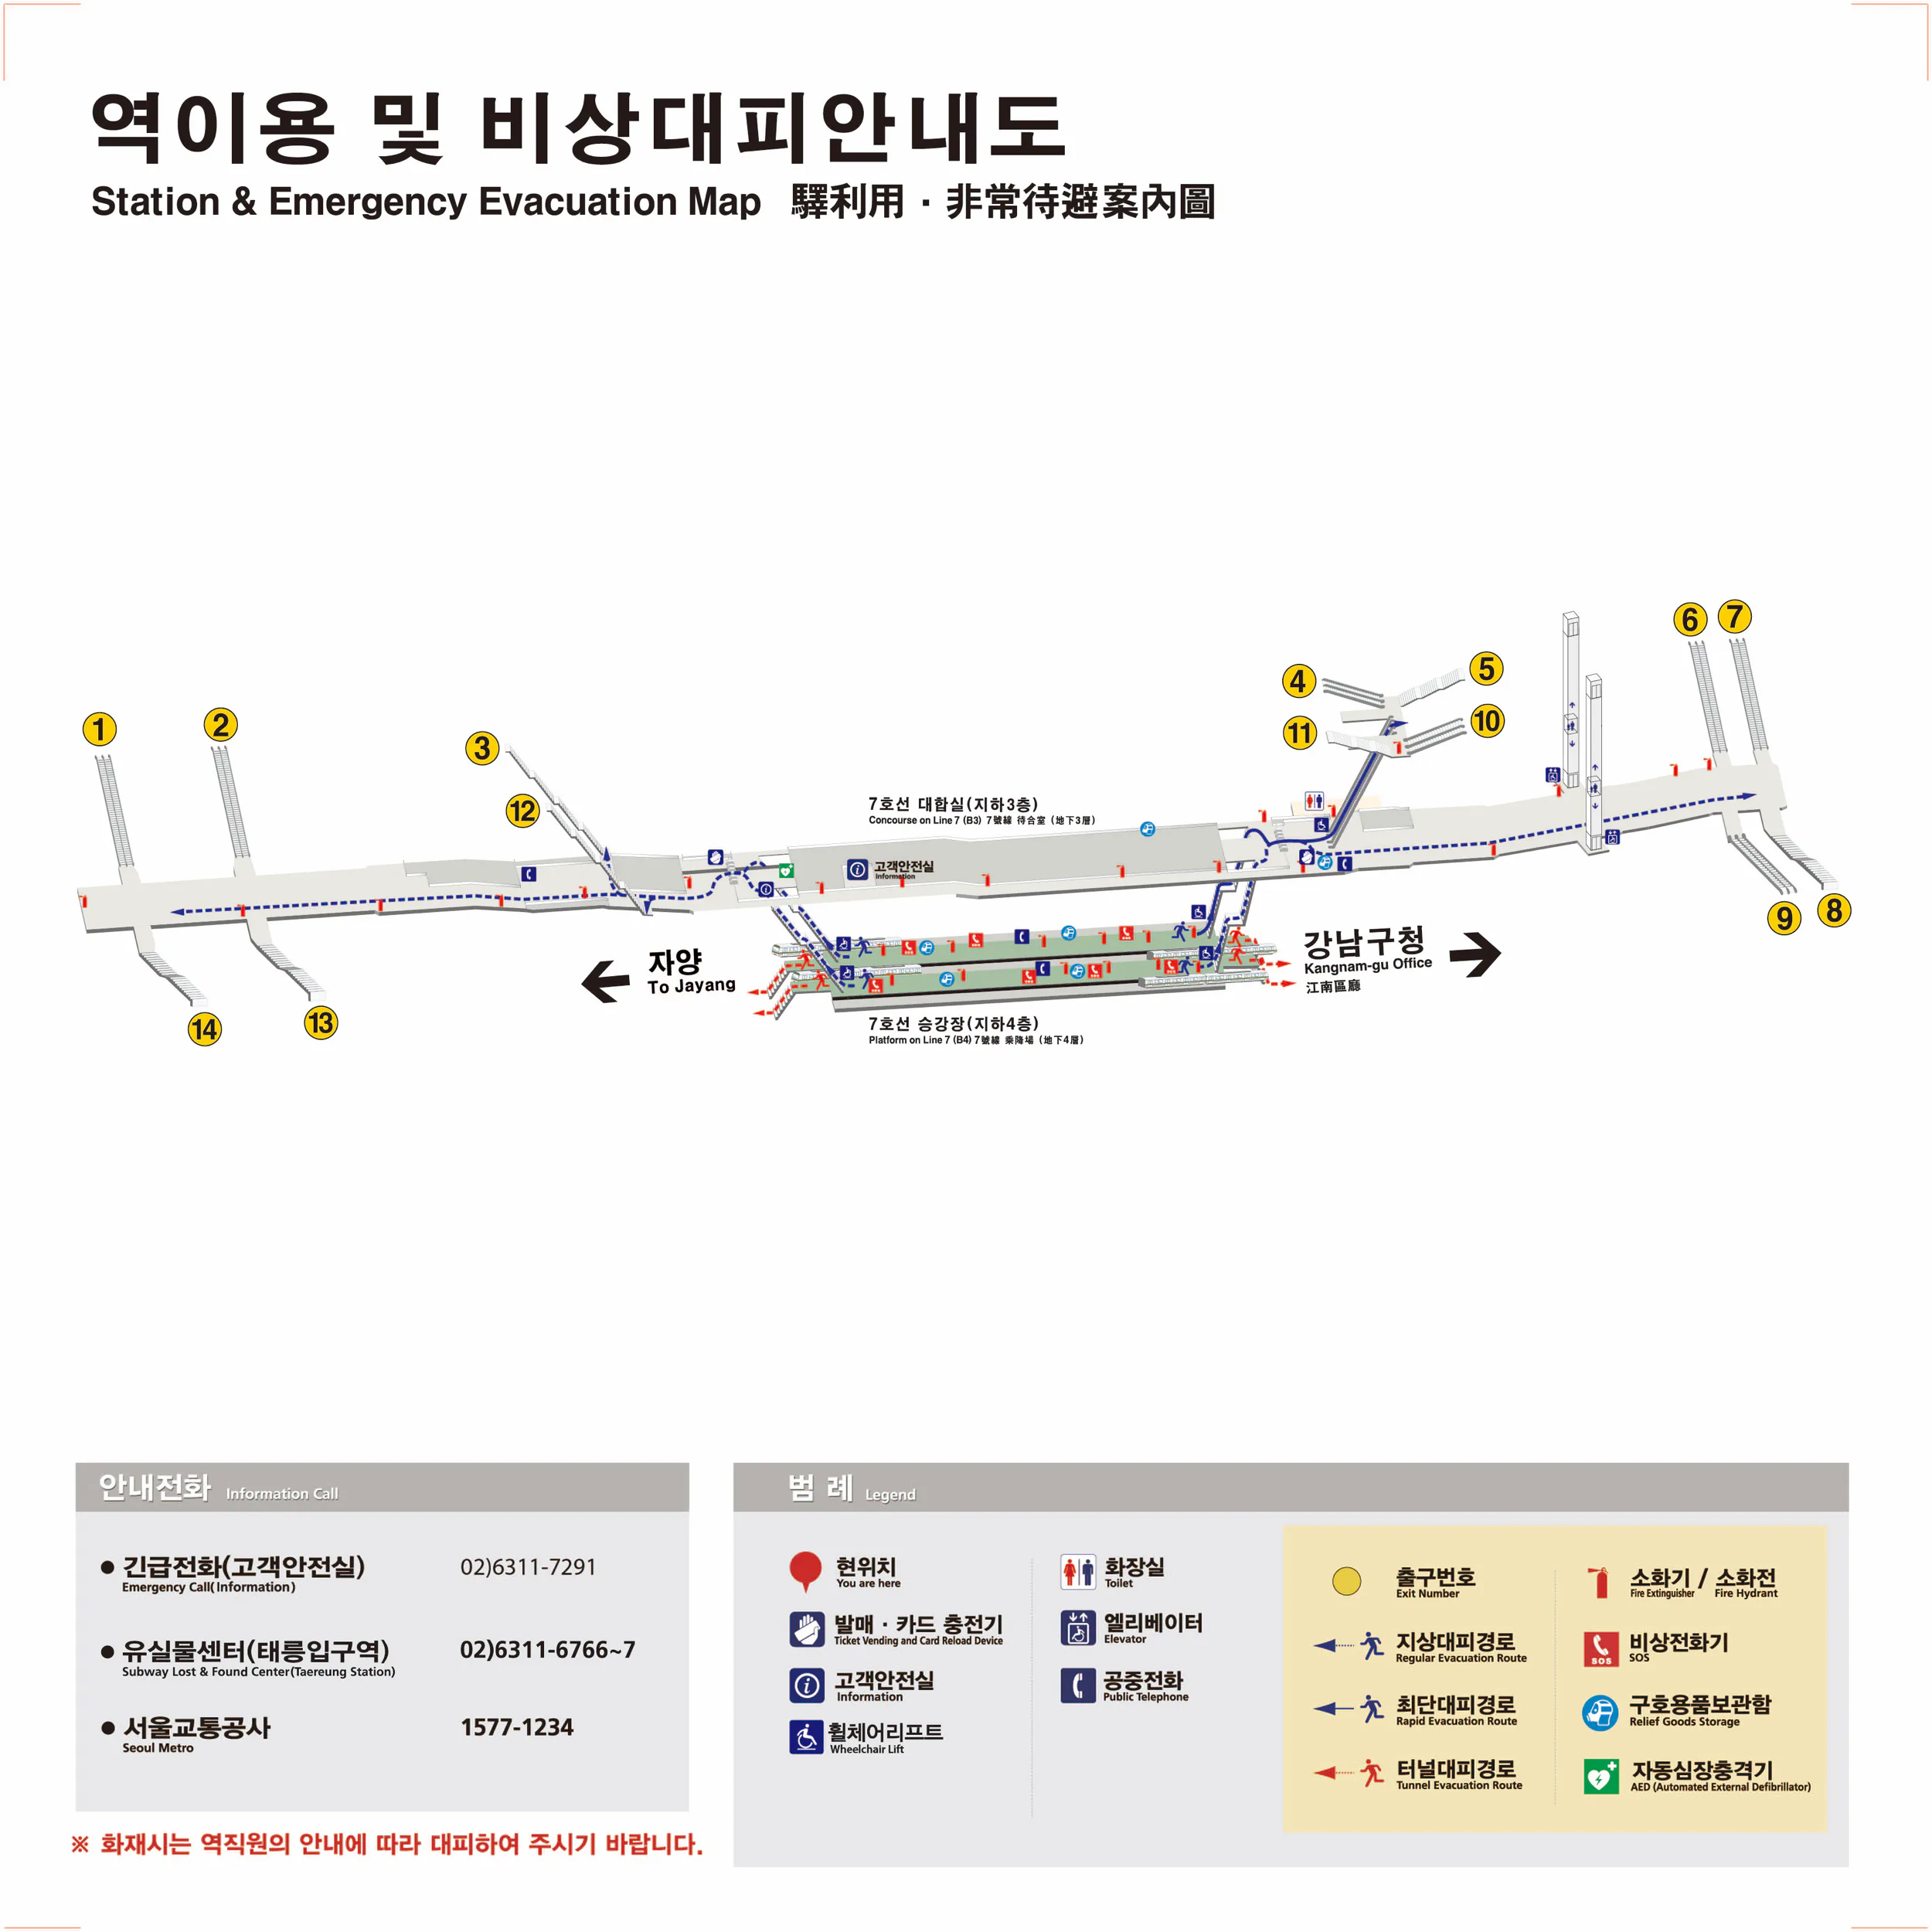 역이용 및 비상대피안내도
Station & Emergency Evacuation Map 驛利用 · 非常待避案內圖
6 7
4 5
11 10
1 2 3
12
7호선 대합실(지하3층)
Concourse on Line 7 (B3) 7號線 待合室 (地下3層)
고객안전실
Information
9 8
자양
To Jayang
강남구청
Kangnam-gu Office
江南區廳
14 13
7호선 승강장(지하4층)
Platform on Line 7 (B4) 7號線 乘降場 (地下4層)
안내전화 Information Call
● 긴급전화(고객안전실) 02)6311-7291
Emergency Call(Information)
● 유실물센터(태릉입구역) 02)6311-6766~7
Subway Lost & Found Center(Taereung Station)
● 서울교통공사 1577-1234
Seoul Metro
※ 화재시는 역직원의 안내에 따라 대피하여 주시기 바랍니다.
범 례 Legend
현위치
You are here
발매 · 카드 충전기
Ticket Vending and Card Reload Device
고객안전실
Information
휠체어리프트
Wheelchair Lift
화장실
Toilet
엘리베이터
Elevator
공중전화
Public Telephone
출구번호
Exit Number
지상대피경로
Regular Evacuation Route
최단대피경로
Rapid Evacuation Route
터널대피경로
Tunnel Evacuation Route
소화기 / 소화전
Fire Extinguisher Fire Hydrant
SOS
비상전화기
SOS
구호용품보관함
Relief Goods Storage
자동심장충격기
AED (Automated External Defibrillator)